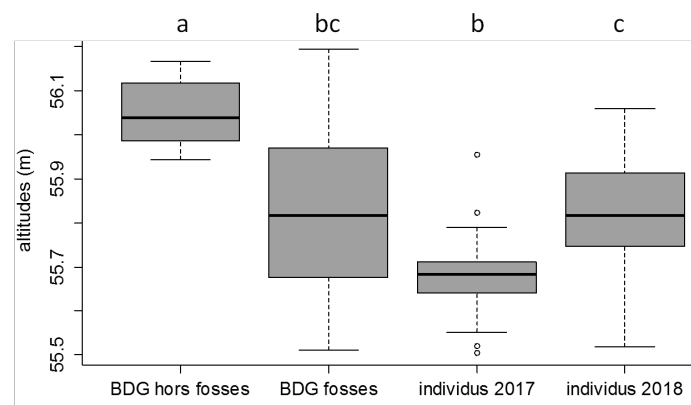 a bc b c
altitudes (m)
56.1
55.9
55.7
55.5
BDG hors fosses BDG fosses individus 2017 individus 2018